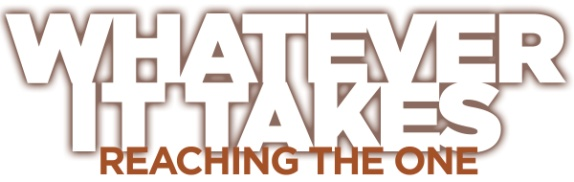 WHATEVER
IT TAKES
REACHING THE ONE